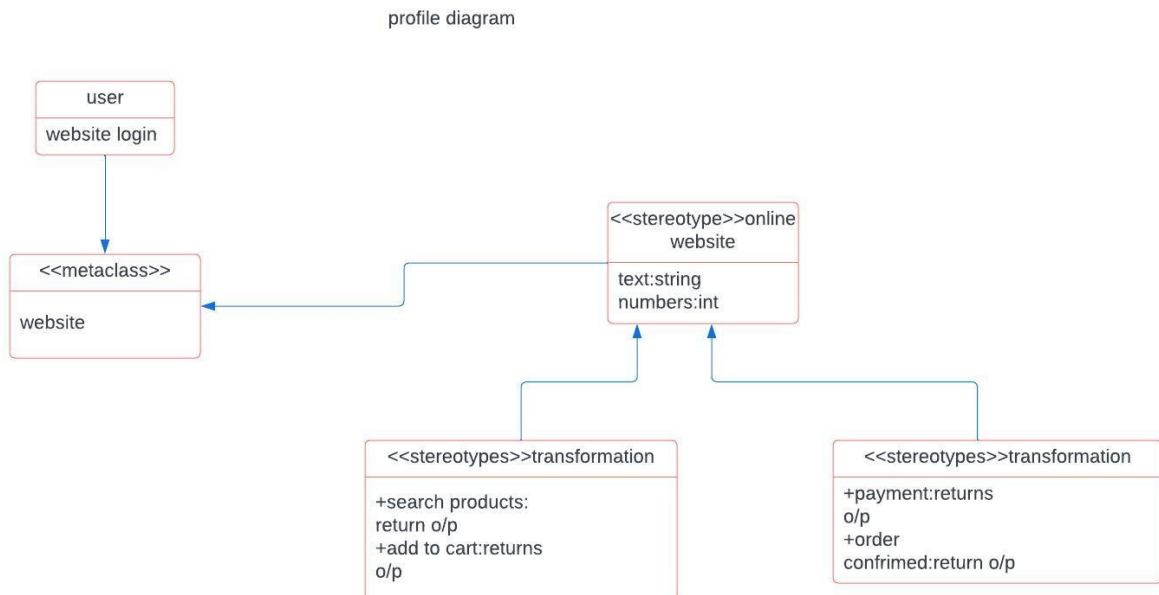 profile diagram
user
website login
<<metaclass>>
website
<<stereotype>>online
website
text:string
numbers:int
<<stereotypes>>transformation
+search products:
return o/p
+add to cart:returns
o/p
<<stereotypes>>transformation
+payment:returns
o/p
+order
confrimed:return o/p